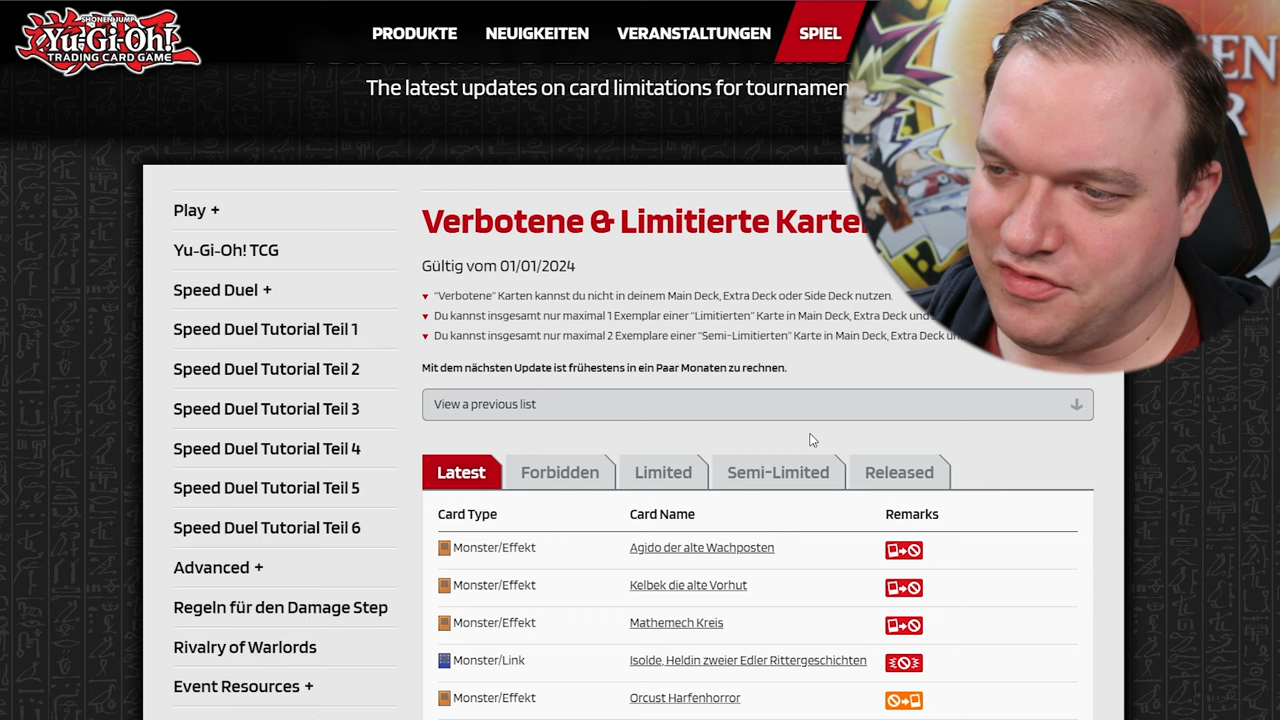 SHONEN JUMP
Yu-Gi-Oh!
TRADING CARD GAME
PRODUKTE NEUIGKEITEN VERANSTALTUNGEN SPIEL
The latest updates on card limitations for
Play +
Yu-Gi-Oh! TCG
Speed Duel +
Speed Duel Tutorial Teil 1
Speed Duel Tutorial Teil 2
Speed Duel Tutorial Teil 3
Speed Duel Tutorial Teil 4
Speed Duel Tutorial Teil 5
Speed Duel Tutorial Teil 6
Advanced +
Regeln für den Damage Step
Rivalry of Warlords
Event Resources +
Verbotene & Limitierte
Gültig vom 01/01/2024
"Verbotene" Karten kannst du nicht in deinem Main Deck, Extra Deck oder Side Deck nutzen.
Du kannst insgesamt nur maximal 1 Exemplar einer "Limitierten" Karte in Main Deck, Extra Deck und
Du kannst insgesamt nur maximal 2 Exemplare einer "Semi-Limitierten" Karte in Main Deck, Extra Deck
Mit dem nächsten Update ist frühestens in ein Paar Monaten zu rechnen.
View a previous list
Latest Forbidden Limited Semi-Limited Released
Card Type Card Name Remarks
Monster/Effekt Agido der alte Wachposten
Monster/Effekt Kelbek die alte Vorhut
Monster/Effekt Mathemech Kreis
Monster/Link Isolde, Heldin zweier Edler Rittergeschichten
Monster/Effekt Orcust Harfenhorror